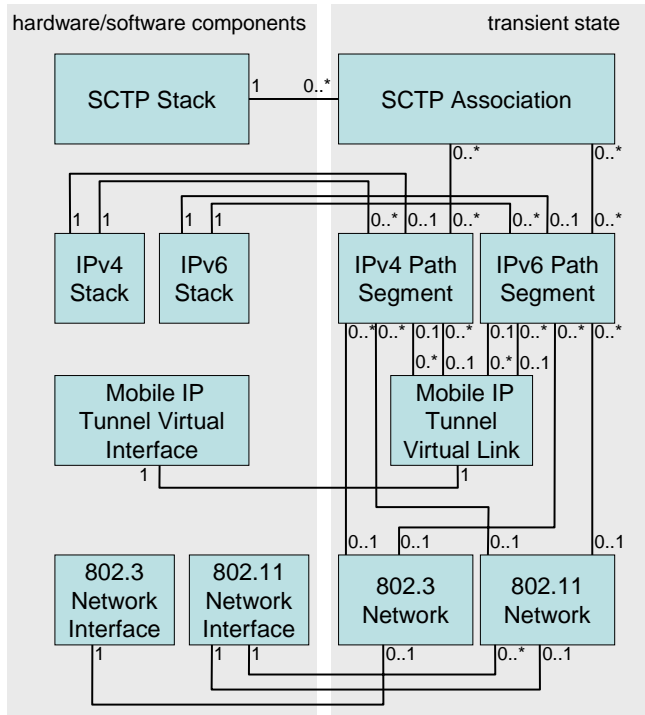 hardware/software components
transient state
SCTP Stack
1
0..*
SCTP Association
0..*
0..*
1
1
1
1
0..*
0..1
0..*
0..*
0..1
0..*
IPv4
Stack
IPv6
Stack
IPv4 Path
Segment
IPv6 Path
Segment
0..*
0..*
0.1
0..*
0.1
0..*
0..*
0..*
0.*
0..1
0.*
0..1
Mobile IP
Tunnel Virtual
Interface
Mobile IP
Tunnel
Virtual Link
1
1
0..1
0..1
0..1
0..1
802.3
Network
Interface
802.11
Network
Interface
802.3
Network
802.11
Network
1
1
1
0..1
0..*
0..1